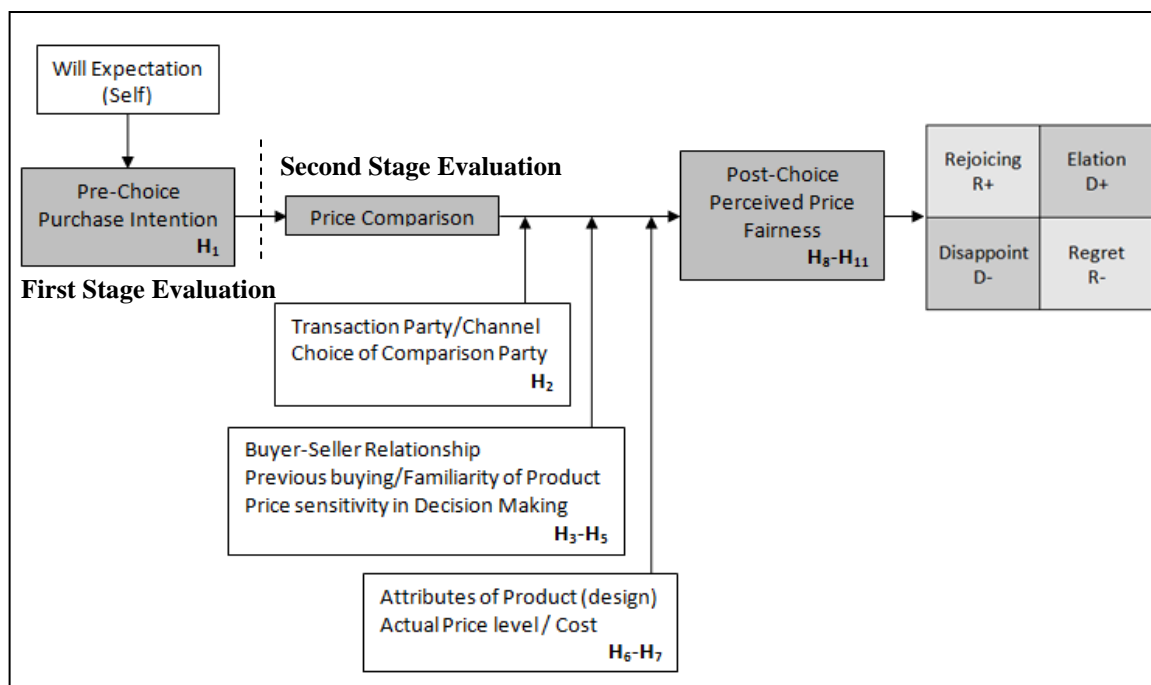 Will Expectation
(Self)
Pre-Choice
Purchase Intention
H₁
First Stage Evaluation
Second Stage Evaluation
Price Comparison
Transaction Party/Channel
Choice of Comparison Party
H₂
Buyer-Seller Relationship
Previous buying/Familiarity of Product
Price sensitivity in Decision Making
H₃-H₅
Attributes of Product (design)
Actual Price level / Cost
H₆-H₇
Post-Choice
Perceived Price
Fairness
H₈-H₁₁
Rejoicing
R+
Elation
D+
Disappoint
D-
Regret
R-